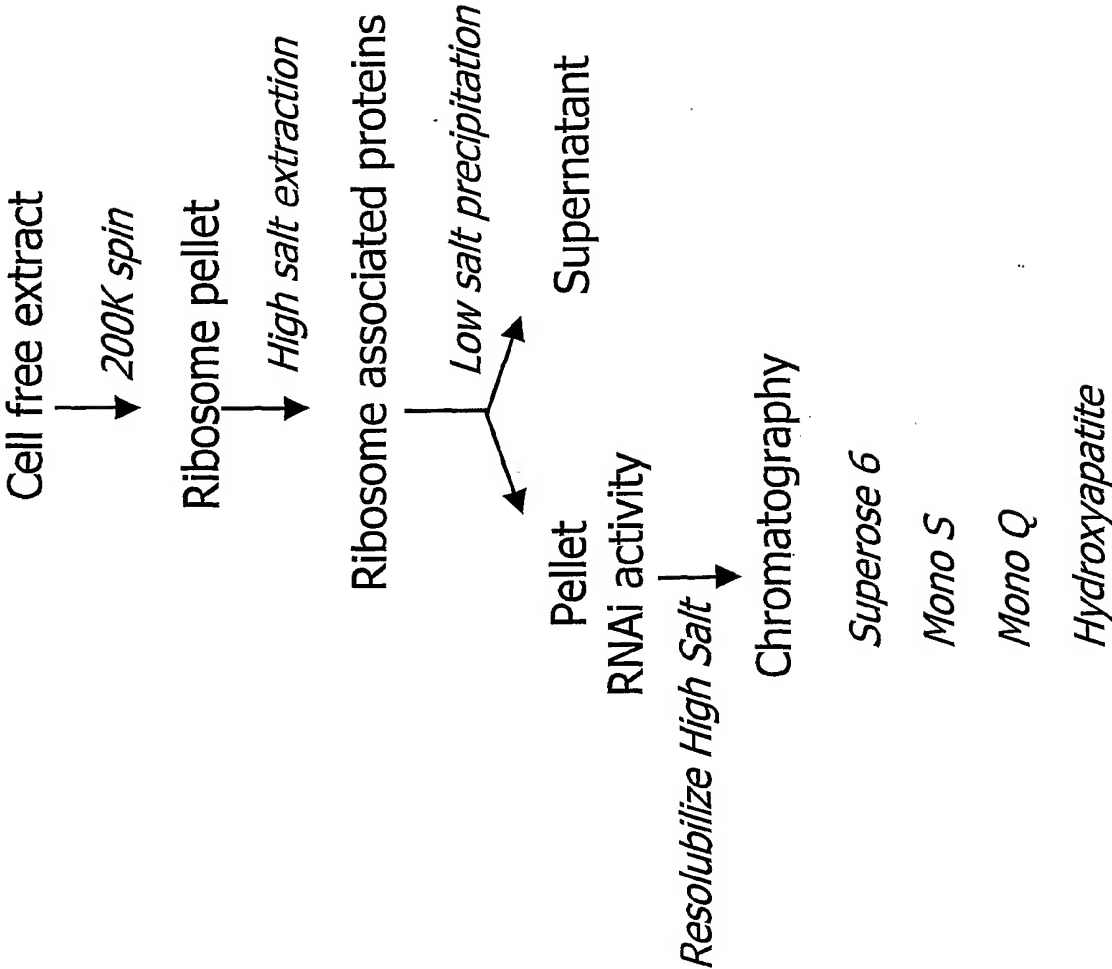 Cell free extract
200K spin
Ribosome pellet
High salt extraction
Ribosome associated proteins
Low salt precipitation
Pellet
Supernatant
RNAi activity
Resolubilize High Salt
Chromatography
Superose 6
Mono S
Mono Q
Hydroxyapatite